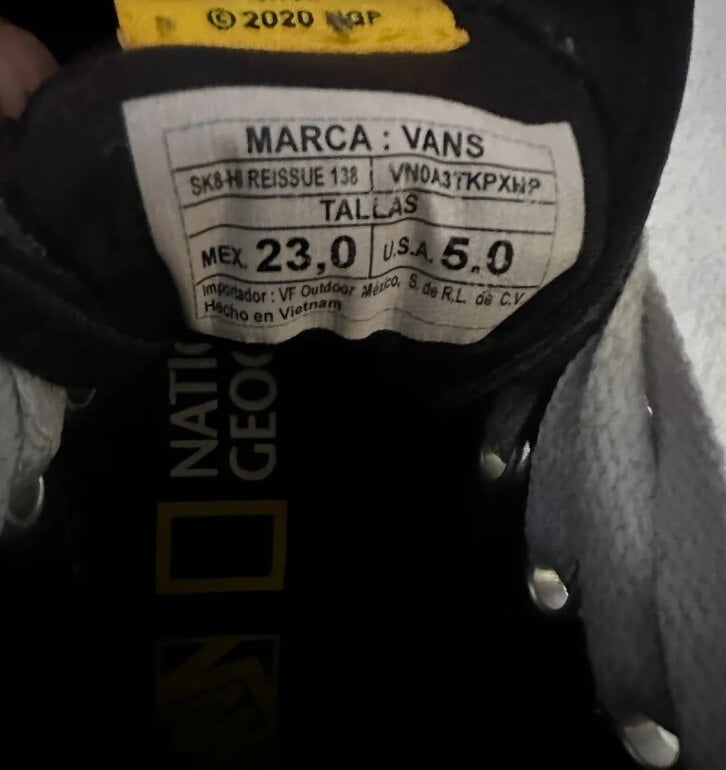 © 2020 NGP
MARCA : VANS
SK8-HI REISSUE 138 VN0A3TKPXHP
TALLAS
MEX. 23,0 U.S.A. 5.0
Importador : VF Outdoor México, S. de R.L. de C.V.
Hecho en Vietnam
NATIO
GEOG